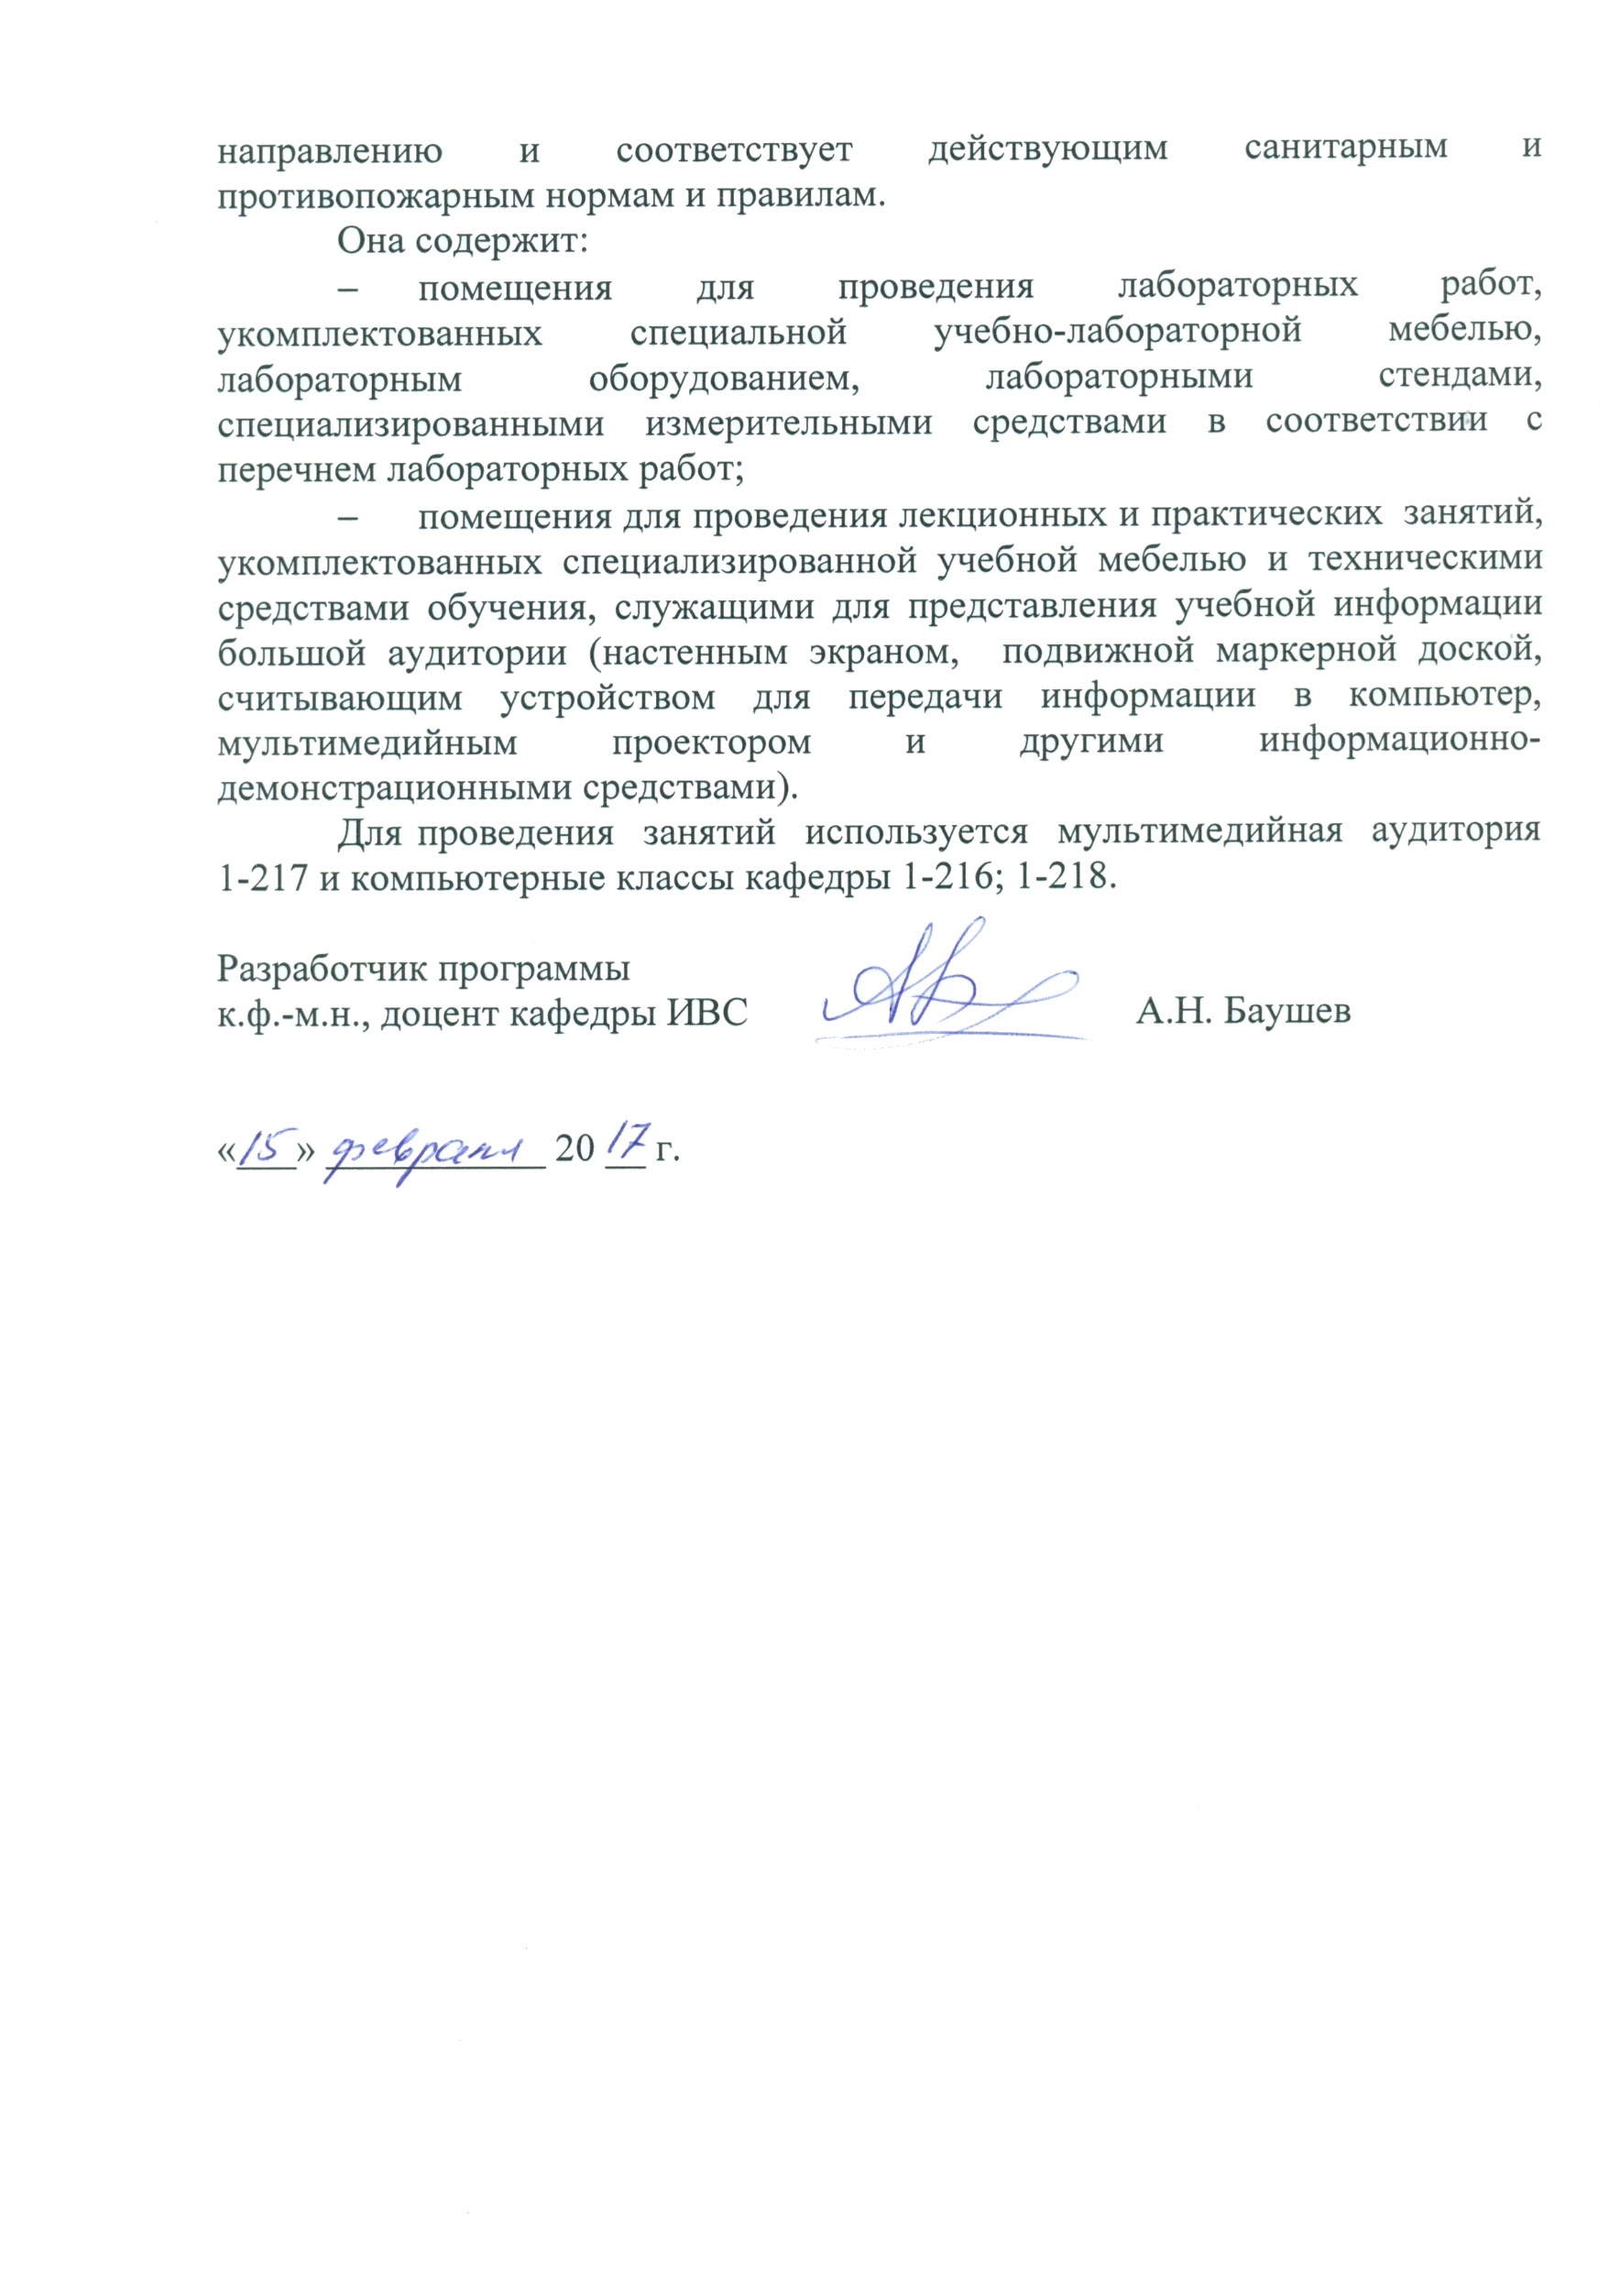 направлению и соответствует действующим санитарным и
противопожарным нормам и правилам.
Она содержит:
– помещения для проведения лабораторных работ,
укомплектованных специальной учебно-лабораторной мебелью,
лабораторным оборудованием, лабораторными стендами,
специализированными измерительными средствами в соответствии с
перечнем лабораторных работ;
– помещения для проведения лекционных и практических занятий,
укомплектованных специализированной учебной мебелью и техническими
средствами обучения, служащими для представления учебной информации
большой аудитории (настенным экраном, подвижной маркерной доской,
считывающим устройством для передачи информации в компьютер,
мультимедийным проектором и другими информационно-
демонстрационными средствами).
Для проведения занятий используется мультимедийная аудитория
1-217 и компьютерные классы кафедры 1-216; 1-218.
Разработчик программы
к.ф.-м.н., доцент кафедры ИВС А.Н. Баушев
«15» февраля 20 17 г.